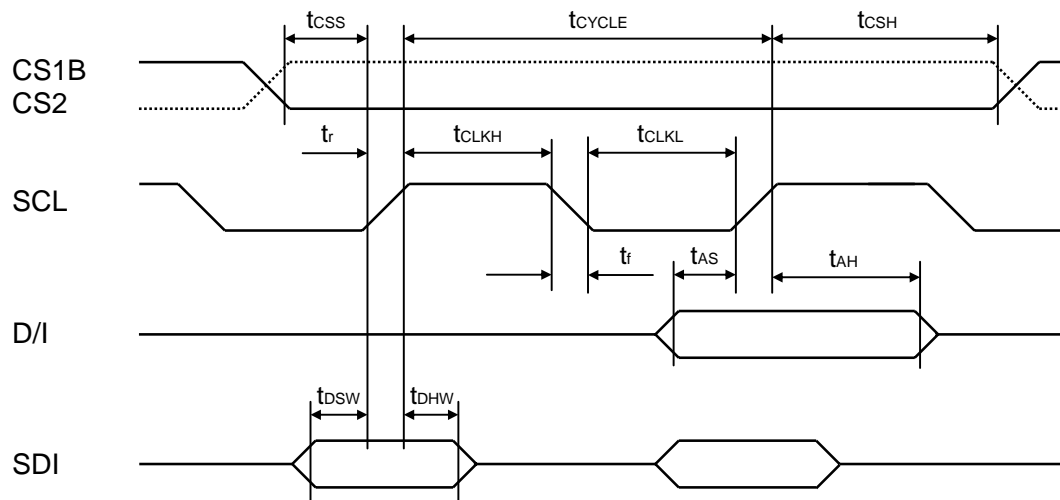 tCSS tCYCLE tCSH
CS1B
CS2
tr tCLKH tCLKL
SCL
tf tAS tAH
D/I
tDSW tDHW
SDI